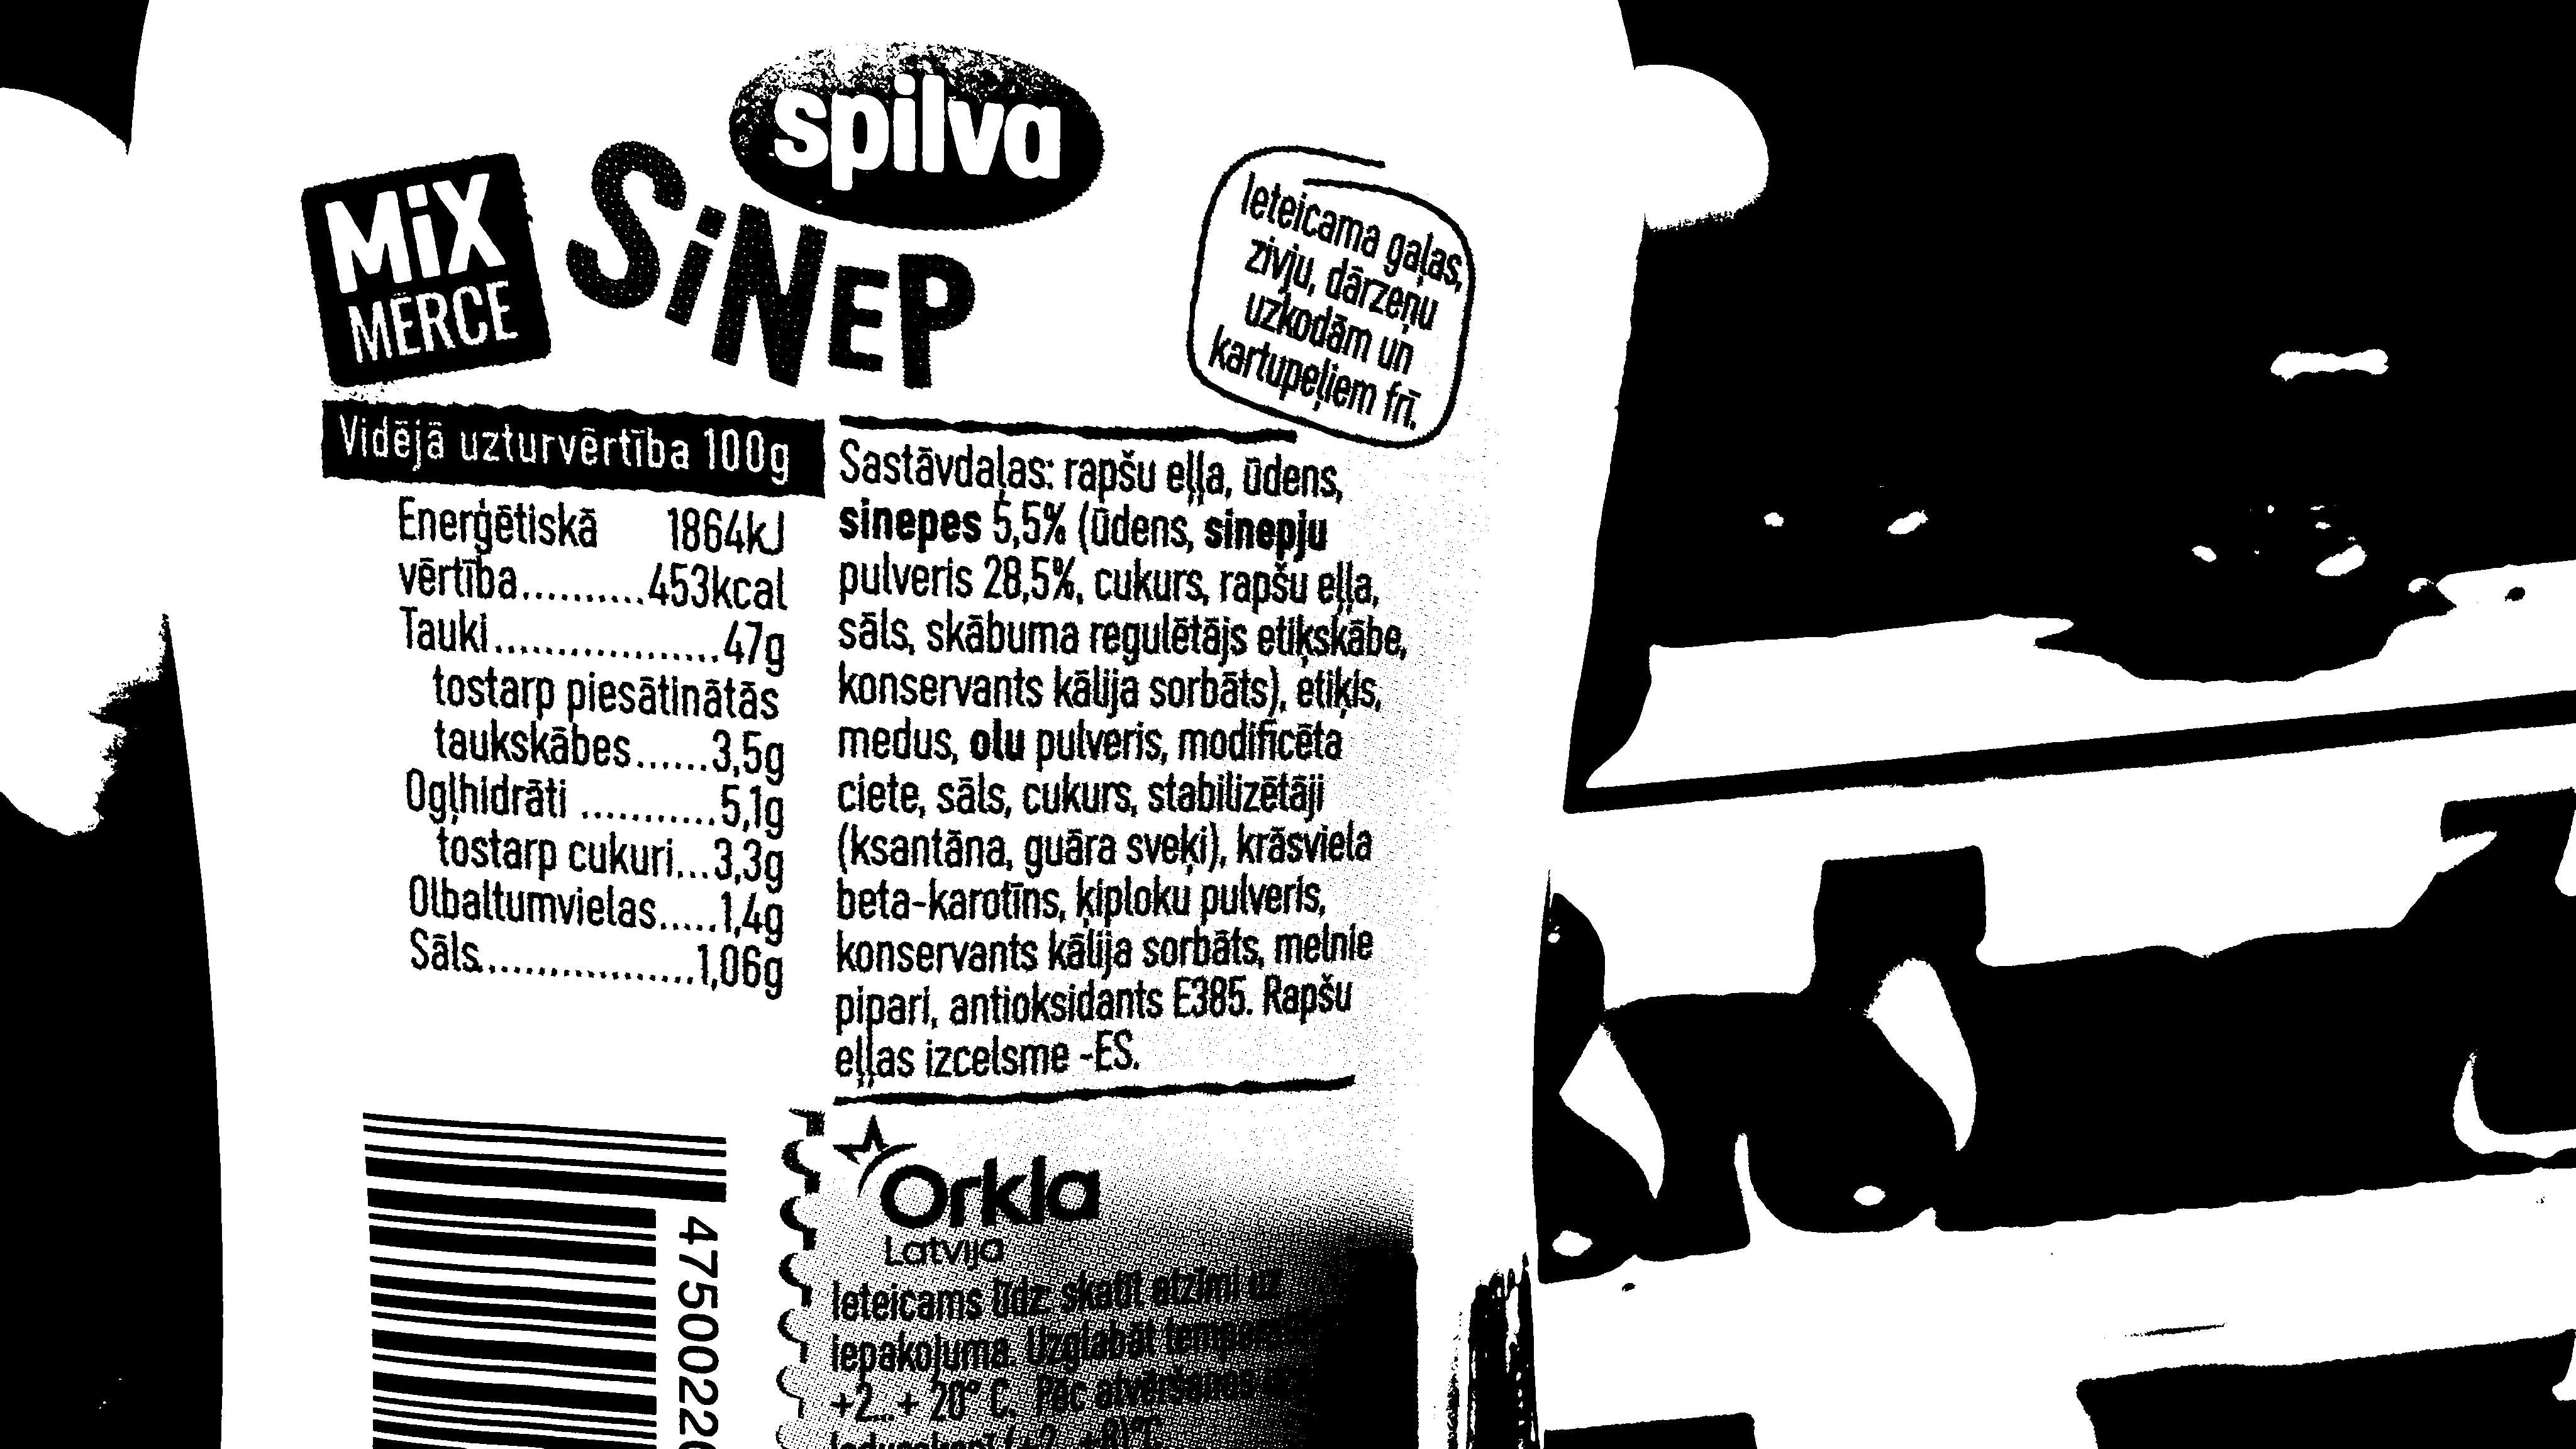 spilva
MiX
MĒRCE
SiNEP
Ieteicama gaļas,
zivju, dārzeņu
uzkodām un
kartupeļiem frī.
Vidējā uzturvērtība 100g
Enerģētiskā 1864kJ
vērtība..........453kcal
Tauki...................47g
tostarp piesātinātās
taukskābes......3,5g
Ogļhidrāti ...........5,1g
tostarp cukuri...3,3g
Olbaltumvielas.....1,4g
Sāls..................1,06g
Sastāvdaļas: rapšu eļļa, ūdens,
sinepes 5,5% (ūdens, sinepju
pulveris 28,5%, cukurs, rapšu eļļa,
sāls, skābuma regulētājs etiķskābe,
konservants kālija sorbāts), etiķis,
medus, olu pulveris, modificēta
ciete, sāls, cukurs, stabilizētāji
(ksantāna, guāra sveķi), krāsviela
beta-karotīns, ķiploku pulveris,
konservants kālija sorbāts, melnie
pipari, antioksidants E385. Rapšu
eļļas izcelsme -ES.
Orkla
Latvija
Ieteicams līdz: skatīt atzīmi uz
iepakojuma. Uzglabāt
+2...+ 20° C. Pēc atvēršanas
47500220